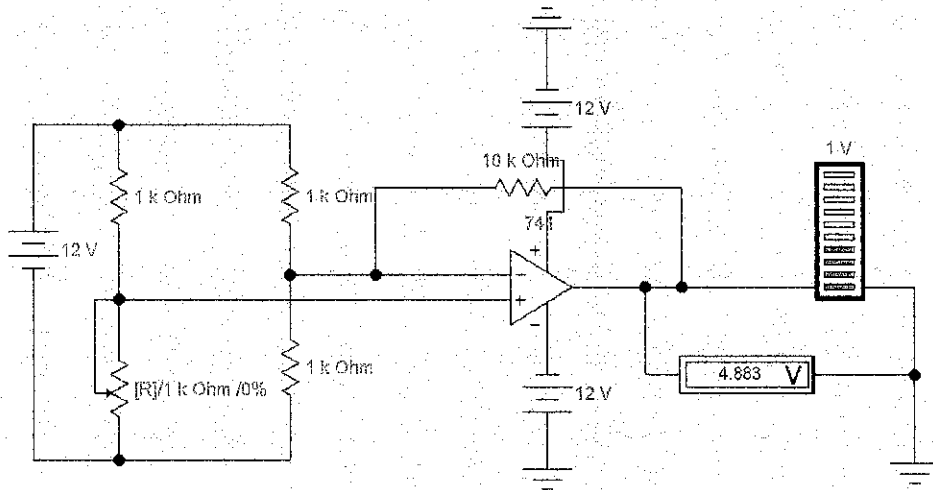 12 V
10 k Ohm
1 V
1 k Ohm
1 k Ohm
741
12 V
+
−
+
−
[R]/1 k Ohm /0%
1 k Ohm
4.883 V
12 V